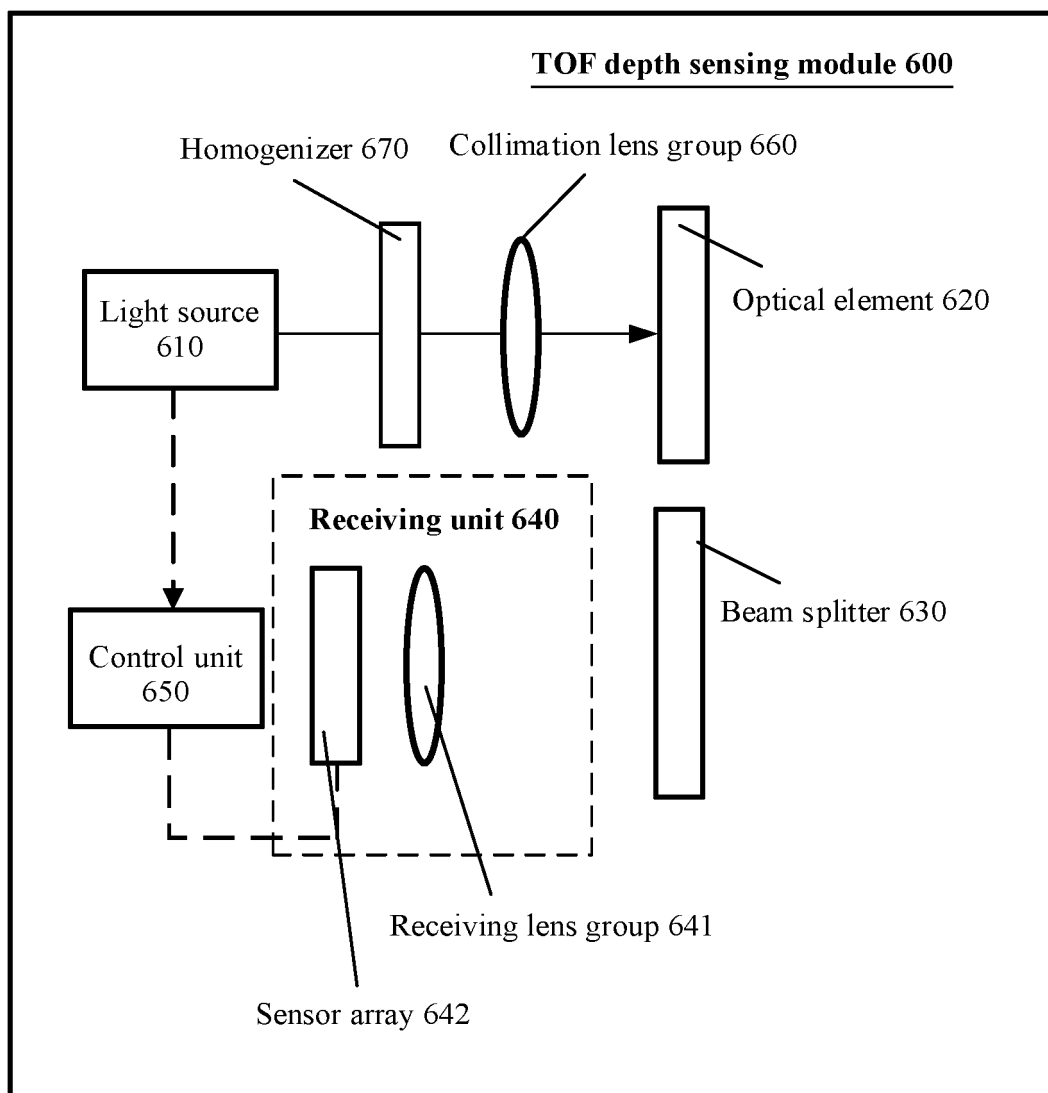 TOF depth sensing module 600
Homogenizer 670
Collimation lens group 660
Light source
610
Optical element 620
Receiving unit 640
Beam splitter 630
Control unit
650
Receiving lens group 641
Sensor array 642